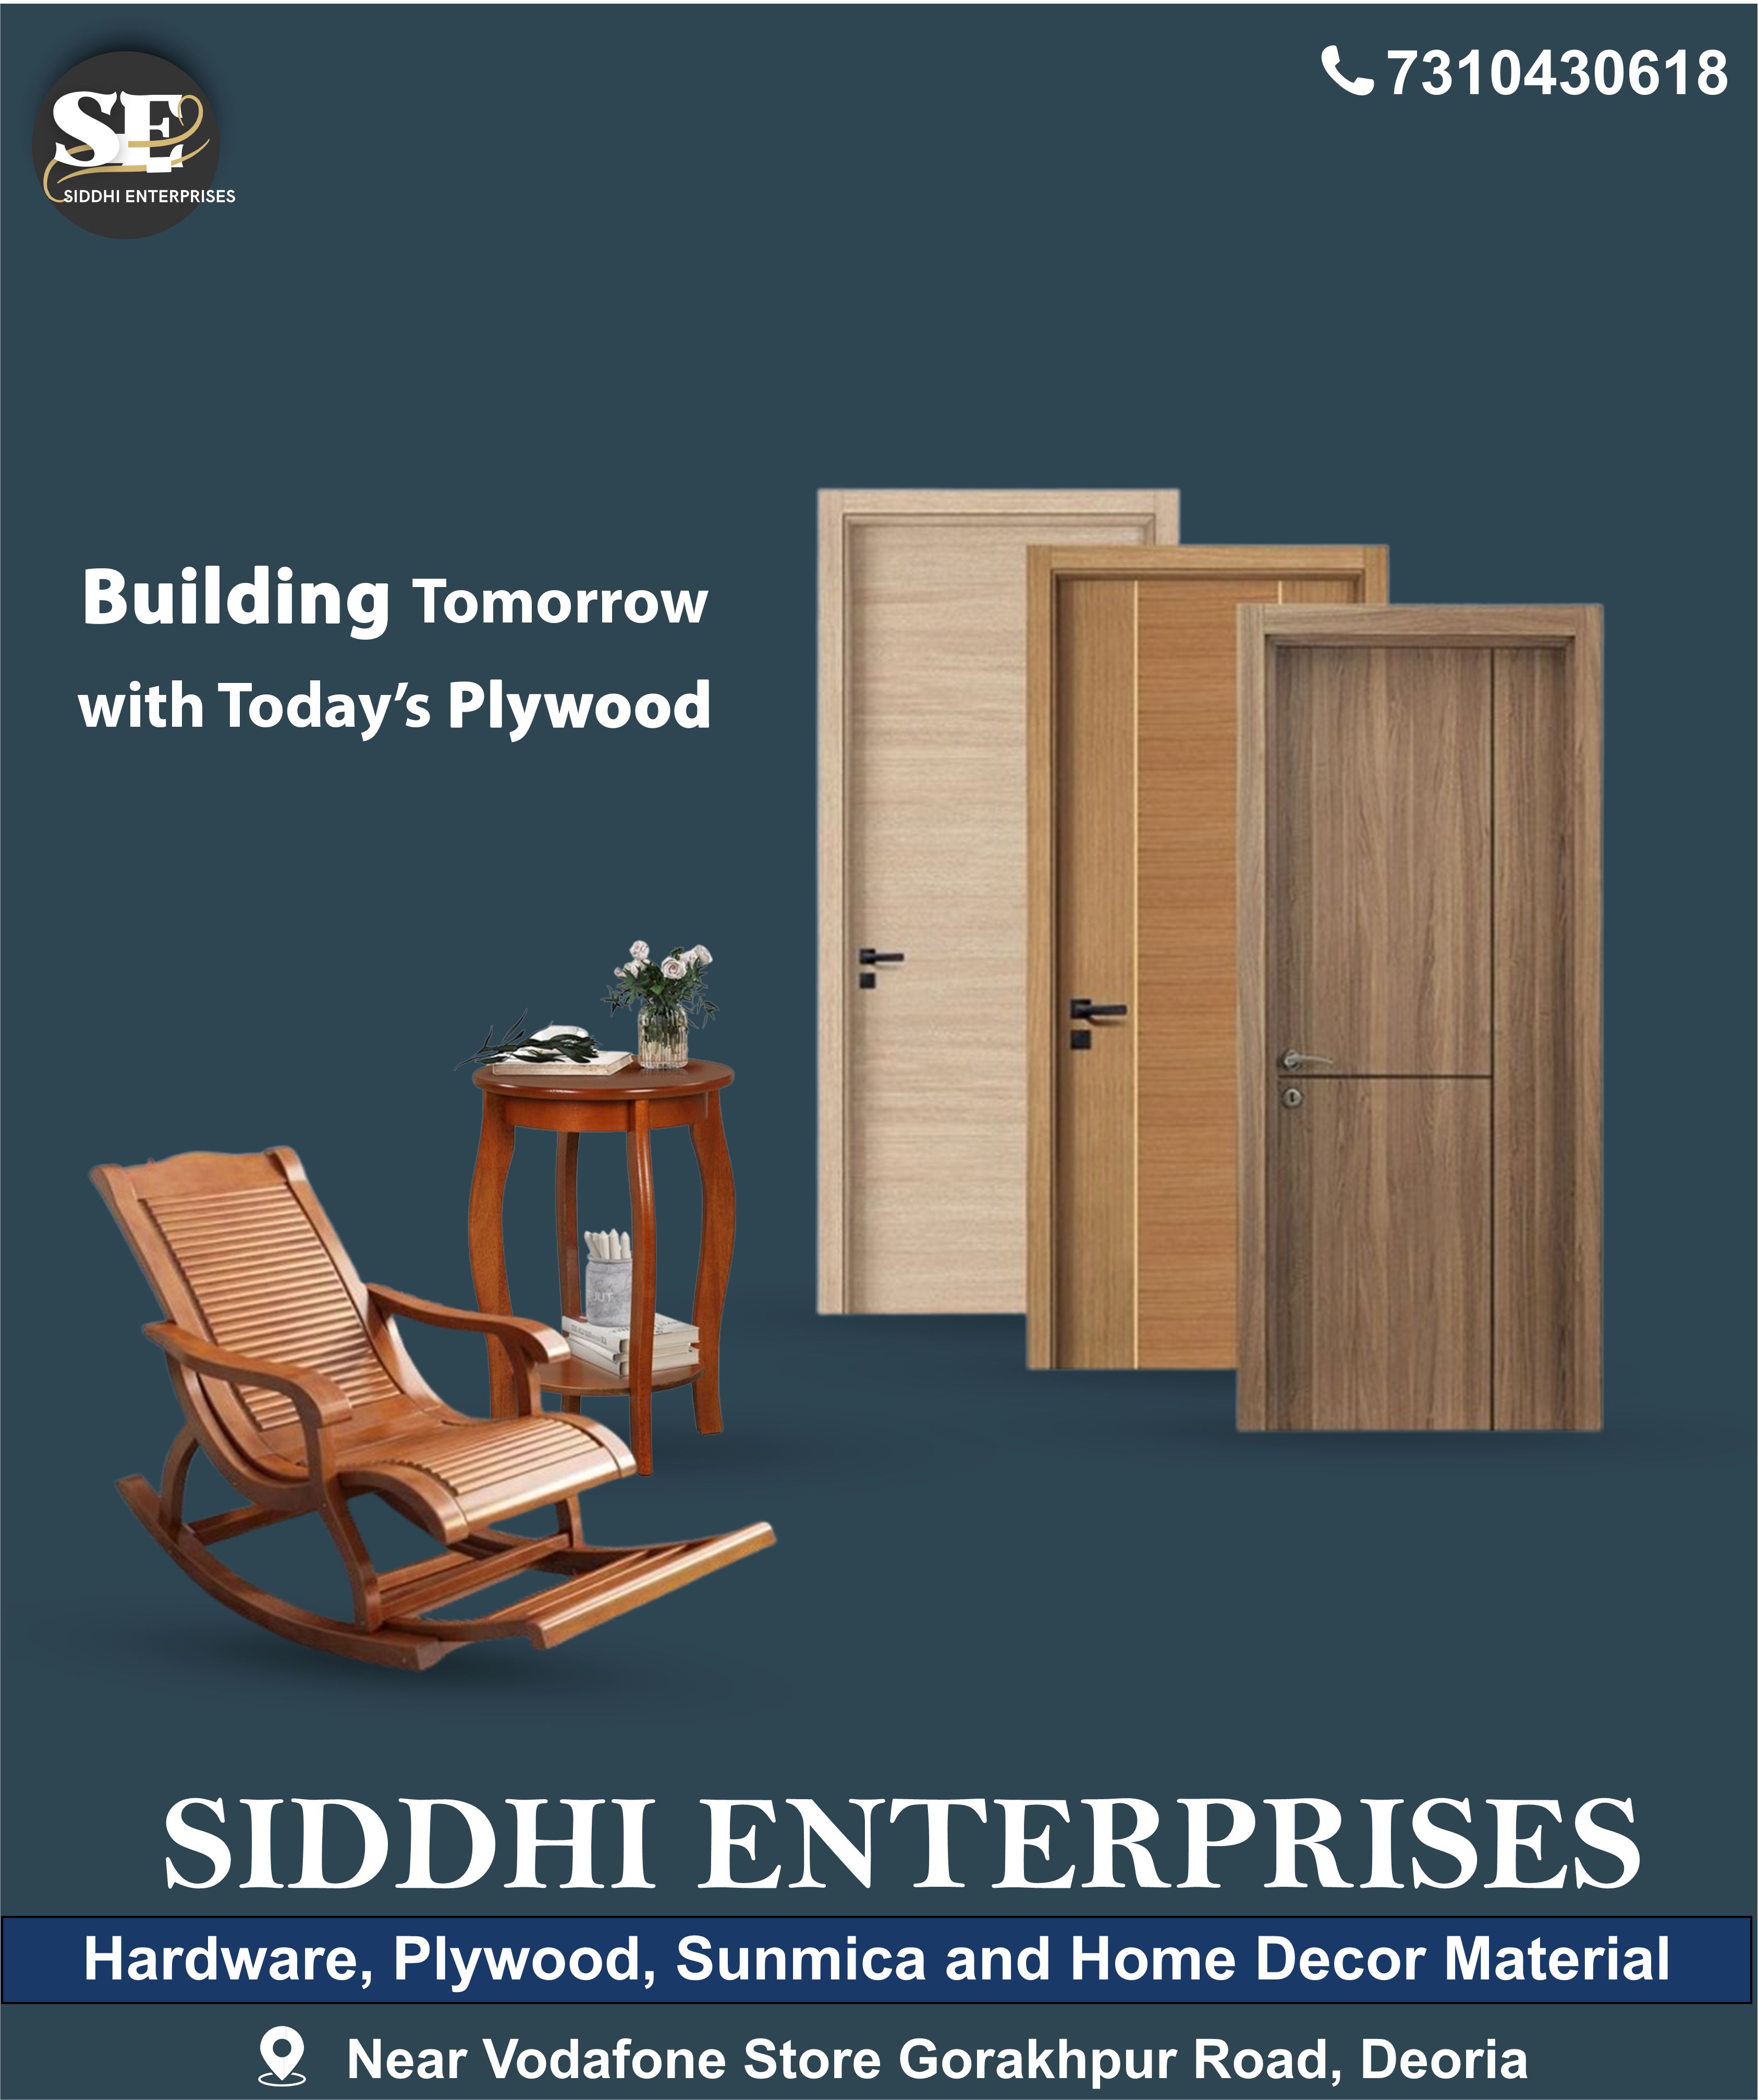 SE
SIDDHI ENTERPRISES
7310430618
Building Tomorrow
with Today's Plywood
SIDDHI ENTERPRISES
Hardware, Plywood, Sunmica and Home Decor Material
Near Vodafone Store Gorakhpur Road, Deoria